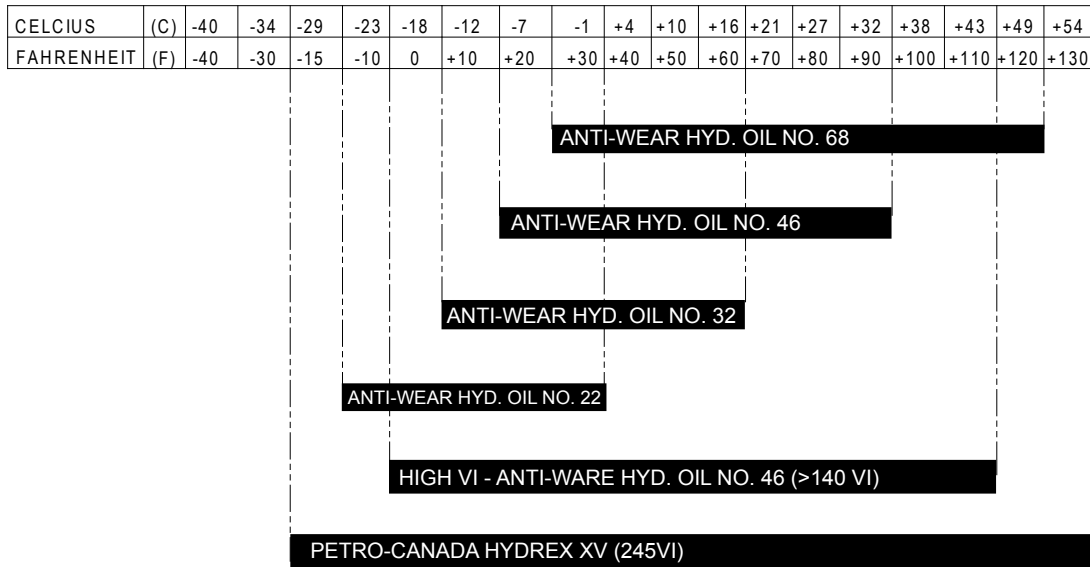 CELCIUS (C) -40 -34 -29 -23 -18 -12 -7 -1 +4 +10 +16 +21 +27 +32 +38 +43 +49 +54
FAHRENHEIT (F) -40 -30 -15 -10 0 +10 +20 +30 +40 +50 +60 +70 +80 +90 +100 +110 +120 +130
ANTI-WEAR HYD. OIL NO. 68
ANTI-WEAR HYD. OIL NO. 46
ANTI-WEAR HYD. OIL NO. 32
ANTI-WEAR HYD. OIL NO. 22
HIGH VI - ANTI-WARE HYD. OIL NO. 46 (>140 VI)
PETRO-CANADA HYDREX XV (245VI)